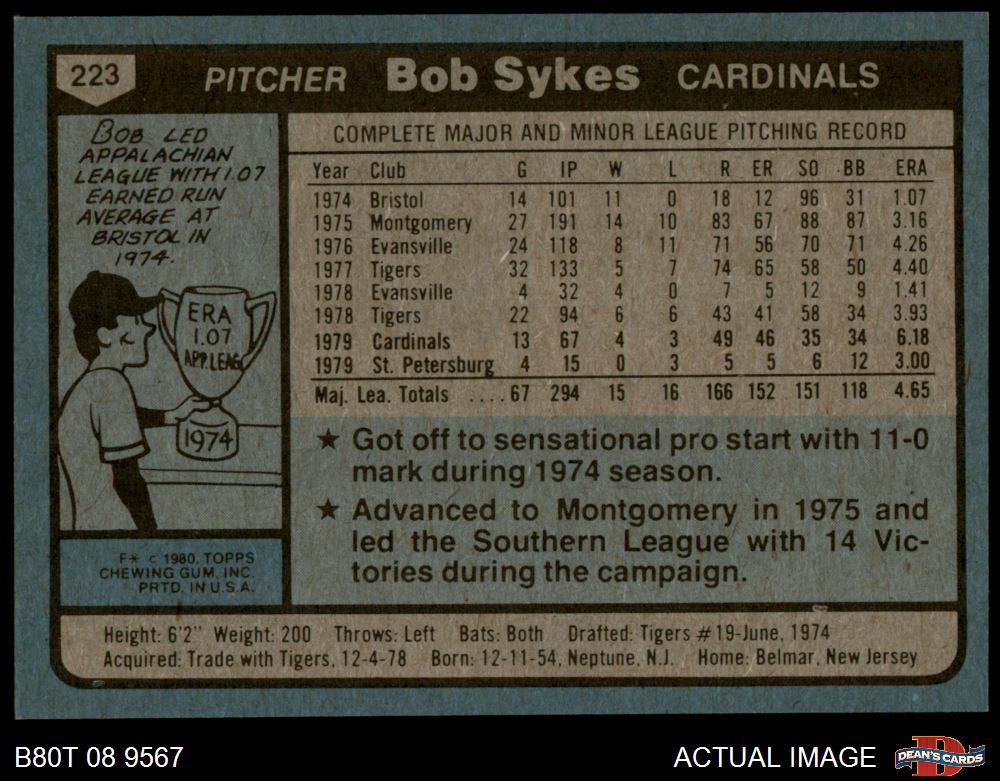 223
PITCHER Bob Sykes CARDINALS
BOB LED
APPALACHIAN
LEAGUE WITH 1.07
EARNED RUN
AVERAGE AT
BRISTOL IN
1974.
ERA
1.07
APP. LEAG
1974
F✳ © 1980, TOPPS
CHEWING GUM, INC.
PRTD. IN U.S.A.
COMPLETE MAJOR AND MINOR LEAGUE PITCHING RECORD
Year Club G IP W L R ER SO BB ERA
1974 Bristol 14 101 11 0 18 12 96 31 1.07
1975 Montgomery 27 191 14 10 83 67 88 87 3.16
1976 Evansville 24 118 8 11 71 56 70 71 4.26
1977 Tigers 32 133 5 7 74 65 58 50 4.40
1978 Evansville 4 32 4 0 7 5 12 9 1.41
1978 Tigers 22 94 6 6 43 41 58 34 3.93
1979 Cardinals 13 67 4 3 49 46 35 34 6.18
1979 St. Petersburg 4 15 0 3 5 5 6 12 3.00
Maj. Lea. Totals ....67 294 15 16 166 152 151 118 4.65
★ Got off to sensational pro start with 11-0
mark during 1974 season.
★ Advanced to Montgomery in 1975 and
led the Southern League with 14 Vic-
tories during the campaign.
Height: 6'2" Weight: 200 Throws: Left Bats: Both Drafted: Tigers #19-June, 1974
Acquired: Trade with Tigers, 12-4-78 Born: 12-11-54, Neptune, N.J. Home: Belmar, New Jersey
B80T 08 9567
ACTUAL IMAGE
D
DEAN'S CARDS